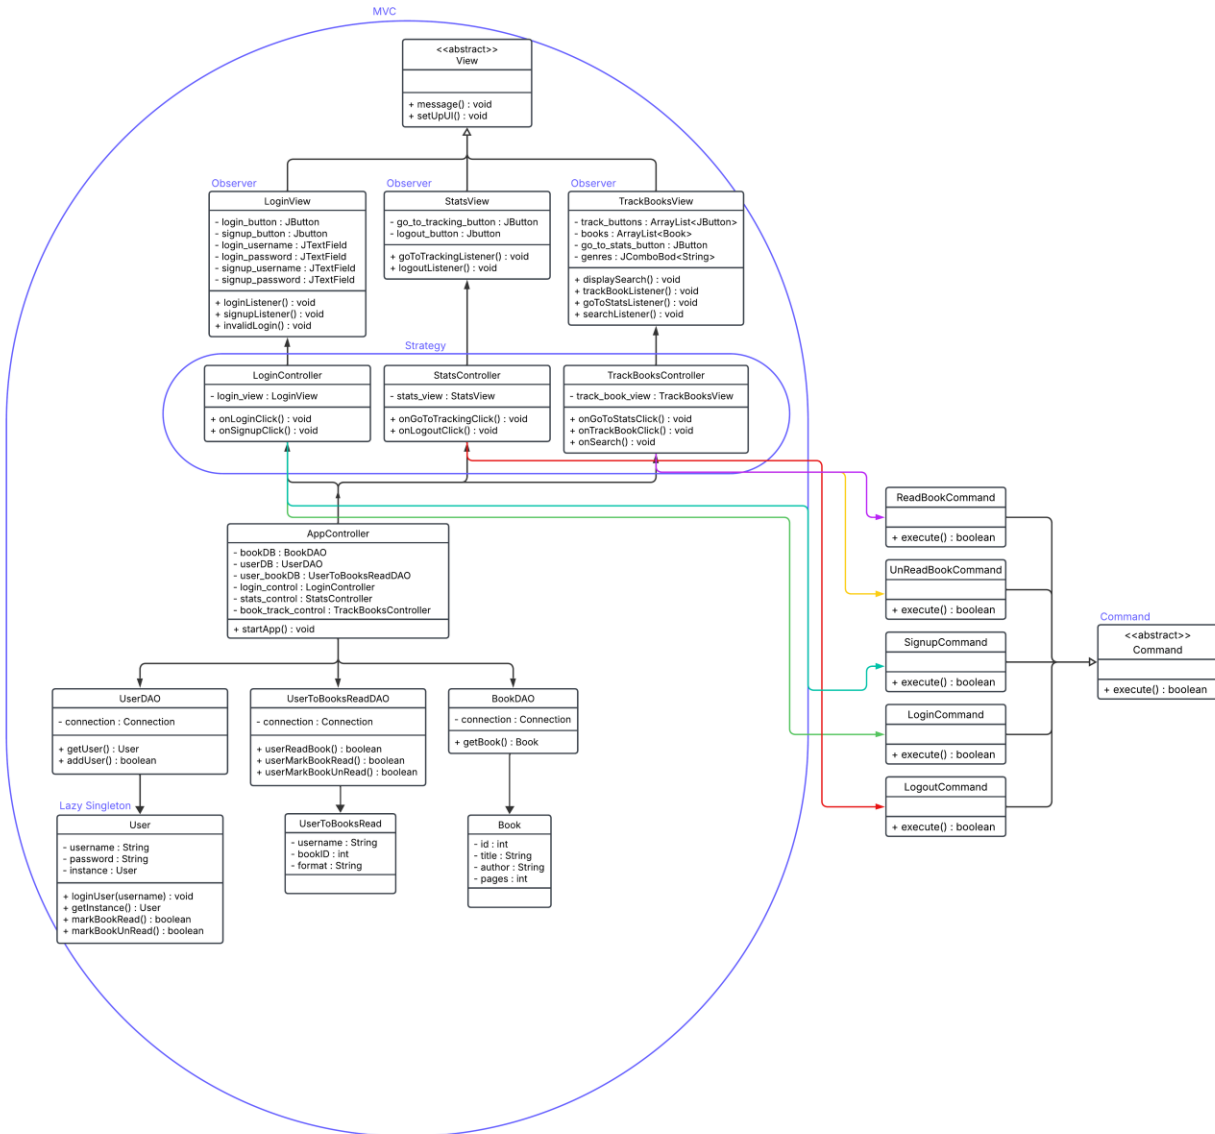 MVC
<<abstract>>
View
+ message() : void
+ setUpUI() : void
Observer
LoginView
- login_button : JButton
- signup_button : Jbutton
- login_username : JTextField
- login_password : JTextField
- signup_username : JTextField
- signup_password : JTextField
+ loginListener() : void
+ signupListener() : void
+ invalidLogin() : void
Observer
StatsView
- go_to_tracking_button : JButton
- logout_button : Jbutton
+ goToTrackingListener() : void
+ logoutListener() : void
Observer
TrackBooksView
- track_buttons : ArrayList<JButton>
- books : ArrayList<Book>
- go_to_stats_button : JButton
- genres : JComboBod<String>
+ displaySearch() : void
+ trackBookListener() : void
+ goToStatsListener() : void
+ searchListener() : void
Strategy
LoginController
- login_view : LoginView
+ onLoginClick() : void
+ onSignupClick() : void
StatsController
- stats_view : StatsView
+ onGoToTrackingClick() : void
+ onLogoutClick() : void
TrackBooksController
- track_book_view : TrackBooksView
+ onGoToStatsClick() : void
+ onTrackBookClick() : void
+ onSearch() : void
AppController
- bookDB : BookDAO
- userDB : UserDAO
- user_bookDB : UserToBooksReadDAO
- login_control : LoginController
- stats_control : StatsController
- book_track_control : TrackBooksController
+ startApp() : void
UserDAO
- connection : Connection
+ getUser() : User
+ addUser() : boolean
UserToBooksReadDAO
- connection : Connection
+ userReadBook() : boolean
+ userMarkBookRead() : boolean
+ userMarkBookUnRead() : boolean
BookDAO
- connection : Connection
+ getBook() : Book
Lazy Singleton
User
- username : String
- password : String
- instance : User
+ loginUser(username) : void
+ getInstance() : User
+ markBookRead() : boolean
+ markBookUnRead() : boolean
UserToBooksRead
- username : String
- bookID : int
- format : String
Book
- id : int
- title : String
- author : String
- pages : int
ReadBookCommand
+ execute() : boolean
UnReadBookCommand
+ execute() : boolean
SignupCommand
+ execute() : boolean
LoginCommand
+ execute() : boolean
LogoutCommand
+ execute() : boolean
Command
<<abstract>>
Command
+ execute() : boolean